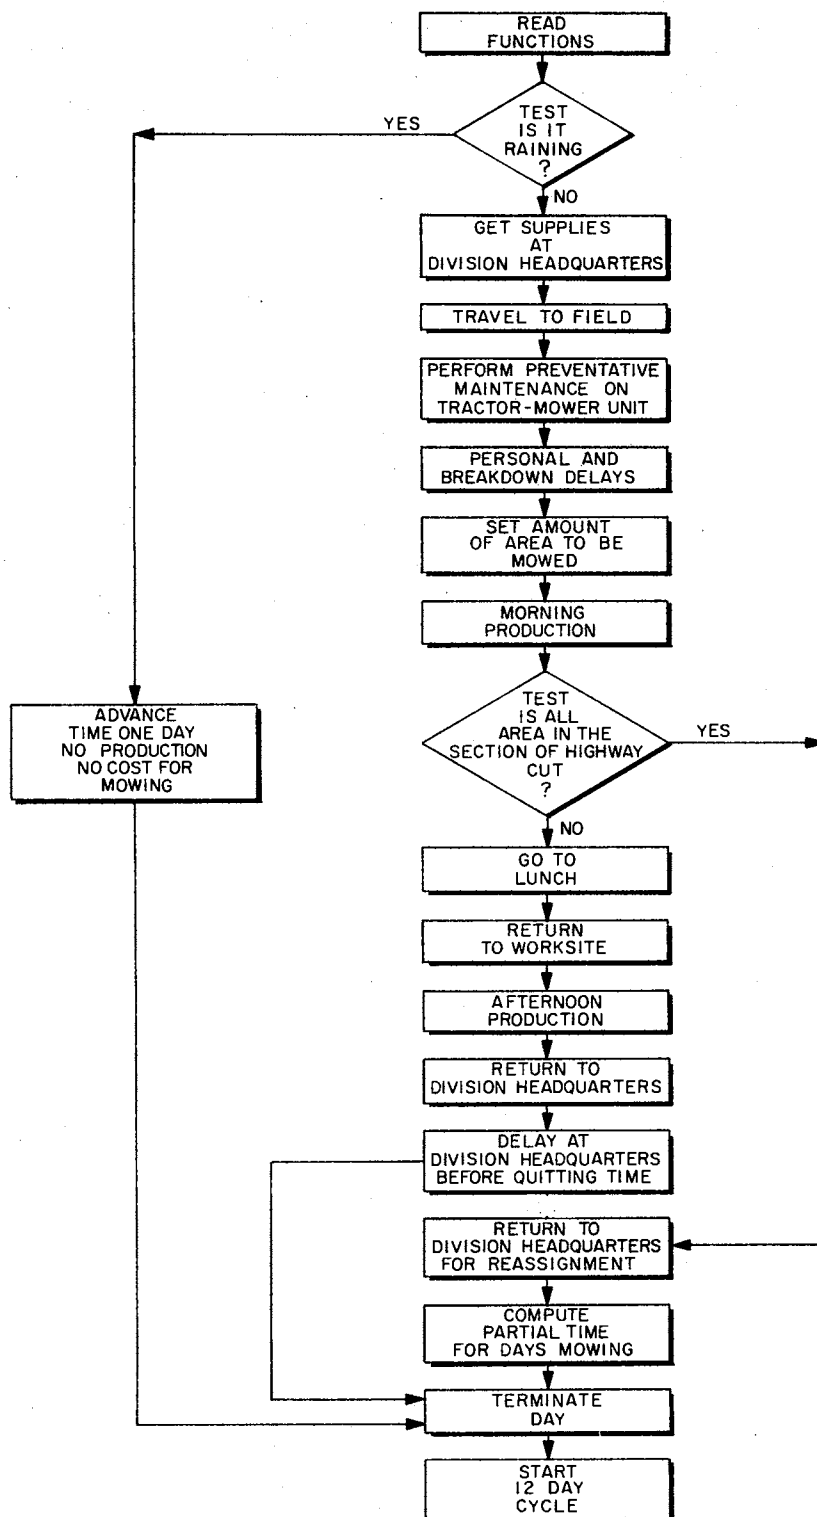 READ
FUNCTIONS
YES
TEST
IS IT
RAINING
?
NO
GET SUPPLIES
AT
DIVISION HEADQUARTERS
TRAVEL TO FIELD
PERFORM PREVENTATIVE
MAINTENANCE ON
TRACTOR-MOWER UNIT
PERSONAL AND
BREAKDOWN DELAYS
SET AMOUNT
OF AREA TO BE
MOWED
MORNING
PRODUCTION
ADVANCE
TIME ONE DAY
NO PRODUCTION
NO COST FOR
MOWING
TEST
IS ALL
AREA IN THE
SECTION OF HIGHWAY
CUT
?
YES
NO
GO TO
LUNCH
RETURN
TO WORKSITE
AFTERNOON
PRODUCTION
RETURN TO
DIVISION HEADQUARTERS
DELAY AT
DIVISION HEADQUARTERS
BEFORE QUITTING TIME
RETURN TO
DIVISION HEADQUARTERS
FOR REASSIGNMENT
COMPUTE
PARTIAL TIME
FOR DAYS MOWING
TERMINATE
DAY
START
12 DAY
CYCLE